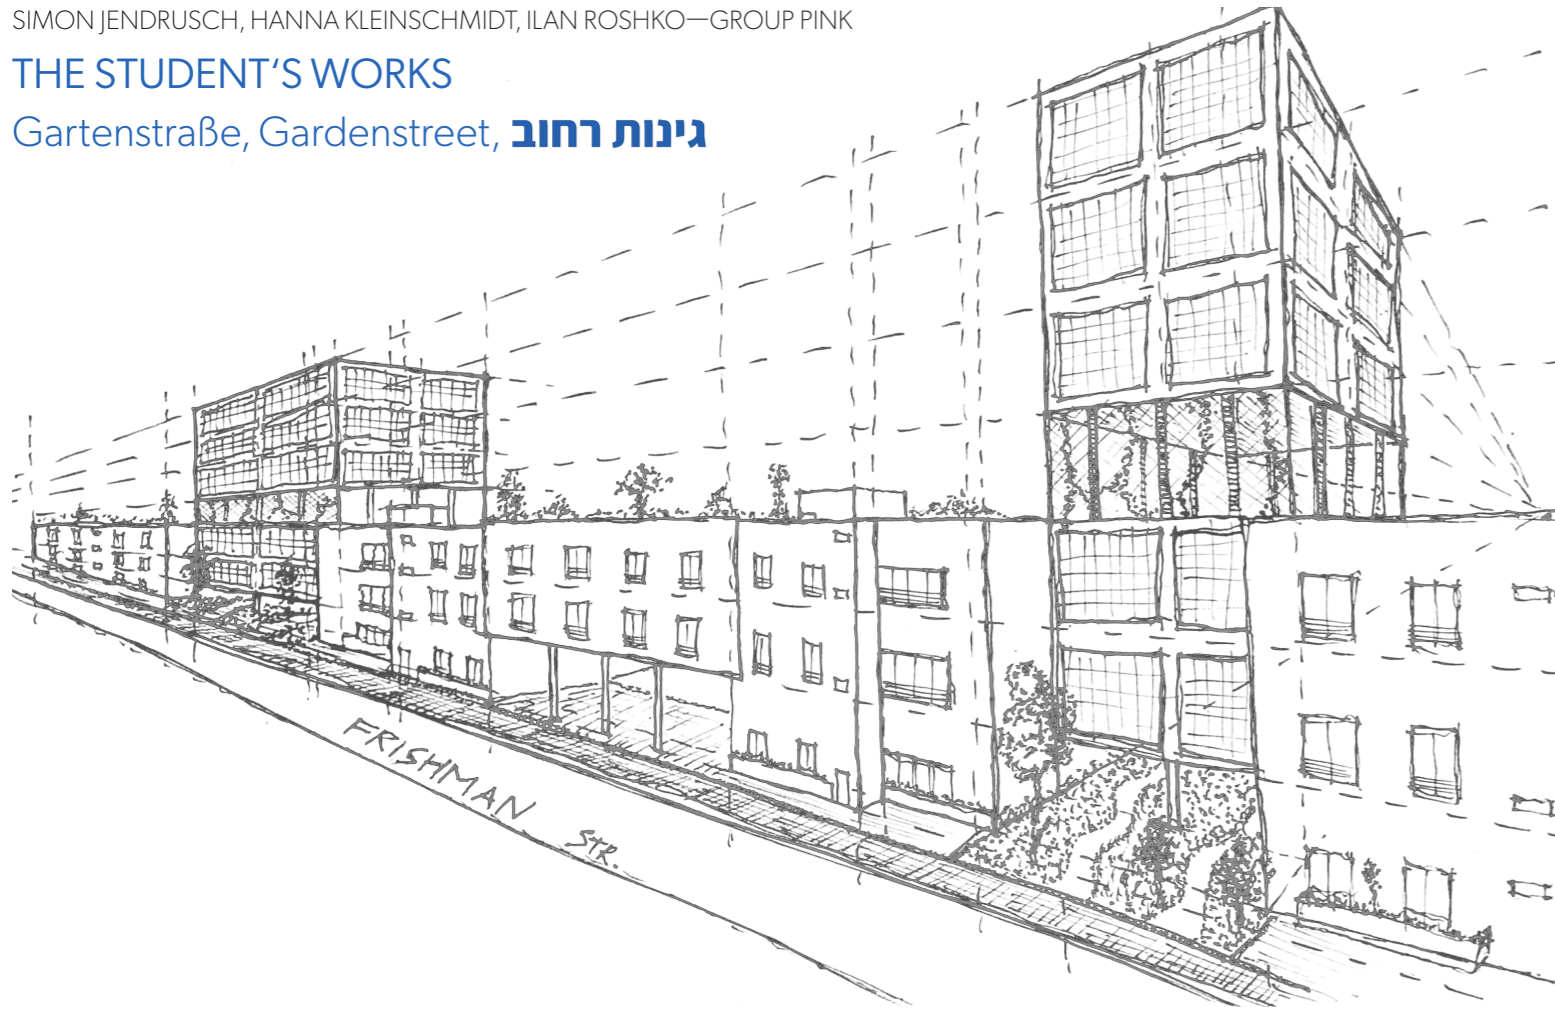 SIMON JENDRUSCH, HANNA KLEINSCHMIDT, ILAN ROSHKO—GROUP PINK
THE STUDENT‘S WORKS
Gartenstraße, Gardenstreet, גינות רחוב
FRISHMAN STR.